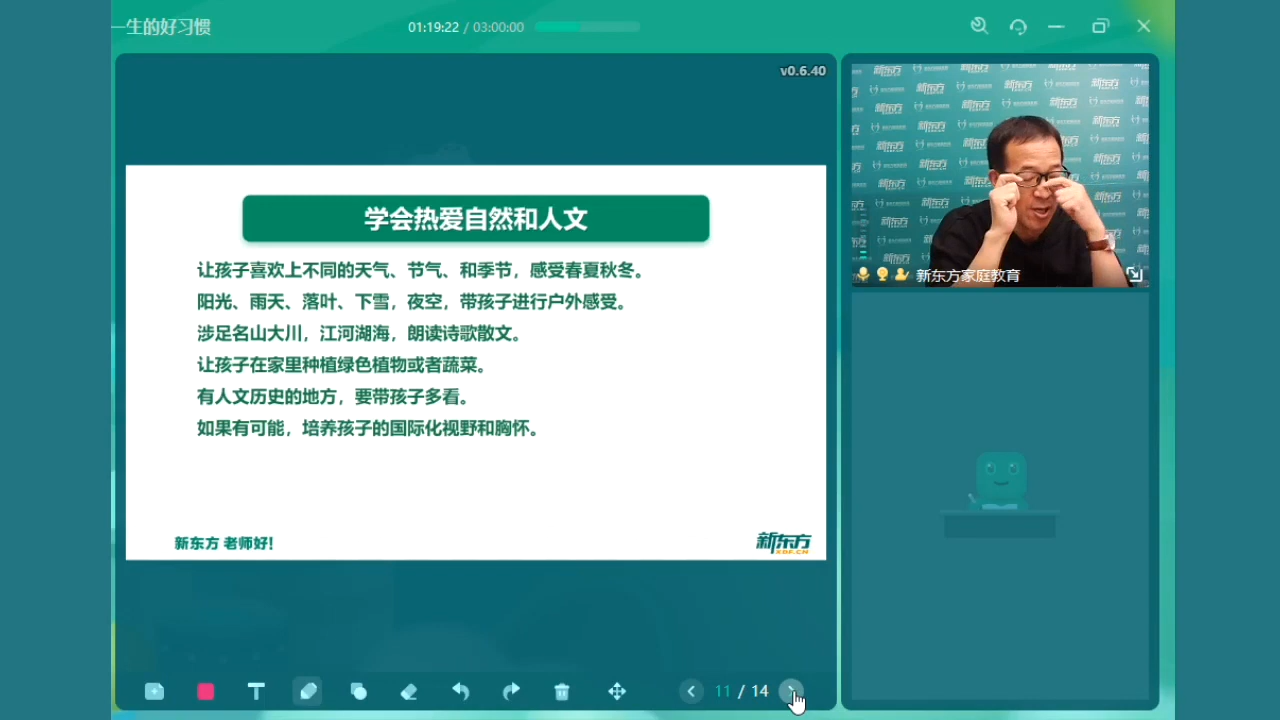 一生的好习惯
01:19:22 / 03:00:00
v0.6.40
学会热爱自然和人文
让孩子喜欢上不同的天气、节气、和季节，感受春夏秋冬。
阳光、雨天、落叶、下雪，夜空，带孩子进行户外感受。
涉足名山大川，江河湖海，朗读诗歌散文。
让孩子在家里种植绿色植物或者蔬菜。
有人文历史的地方，要带孩子多看。
如果有可能，培养孩子的国际化视野和胸怀。
新东方 老师好！
新东方
XDF.CN
新东方家庭教育
T
11 / 14